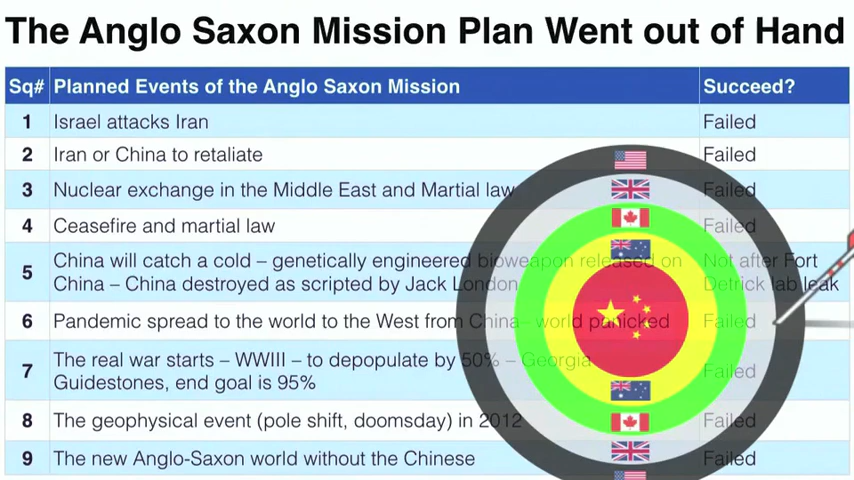 The Anglo Saxon Mission Plan Went out of Hand
Sq# Planned Events of the Anglo Saxon Mission Succeed?
1 Israel attacks Iran Failed
2 Iran or China to retaliate Failed
3 Nuclear exchange in the Middle East and Martial law Failed
4 Ceasefire and martial law Failed
5 China will catch a cold – genetically engineered bioweapon released on Not after Fort
China – China destroyed as scripted by Jack London Detrick lab leak
6 Pandemic spread to the world to the West from China– world panicked Failed
7 The real war starts – WWIII – to depopulate by 50% – Georgia Failed
Guidestones, end goal is 95%
8 The geophysical event (pole shift, doomsday) in 2012 Failed
9 The new Anglo-Saxon world without the Chinese Failed